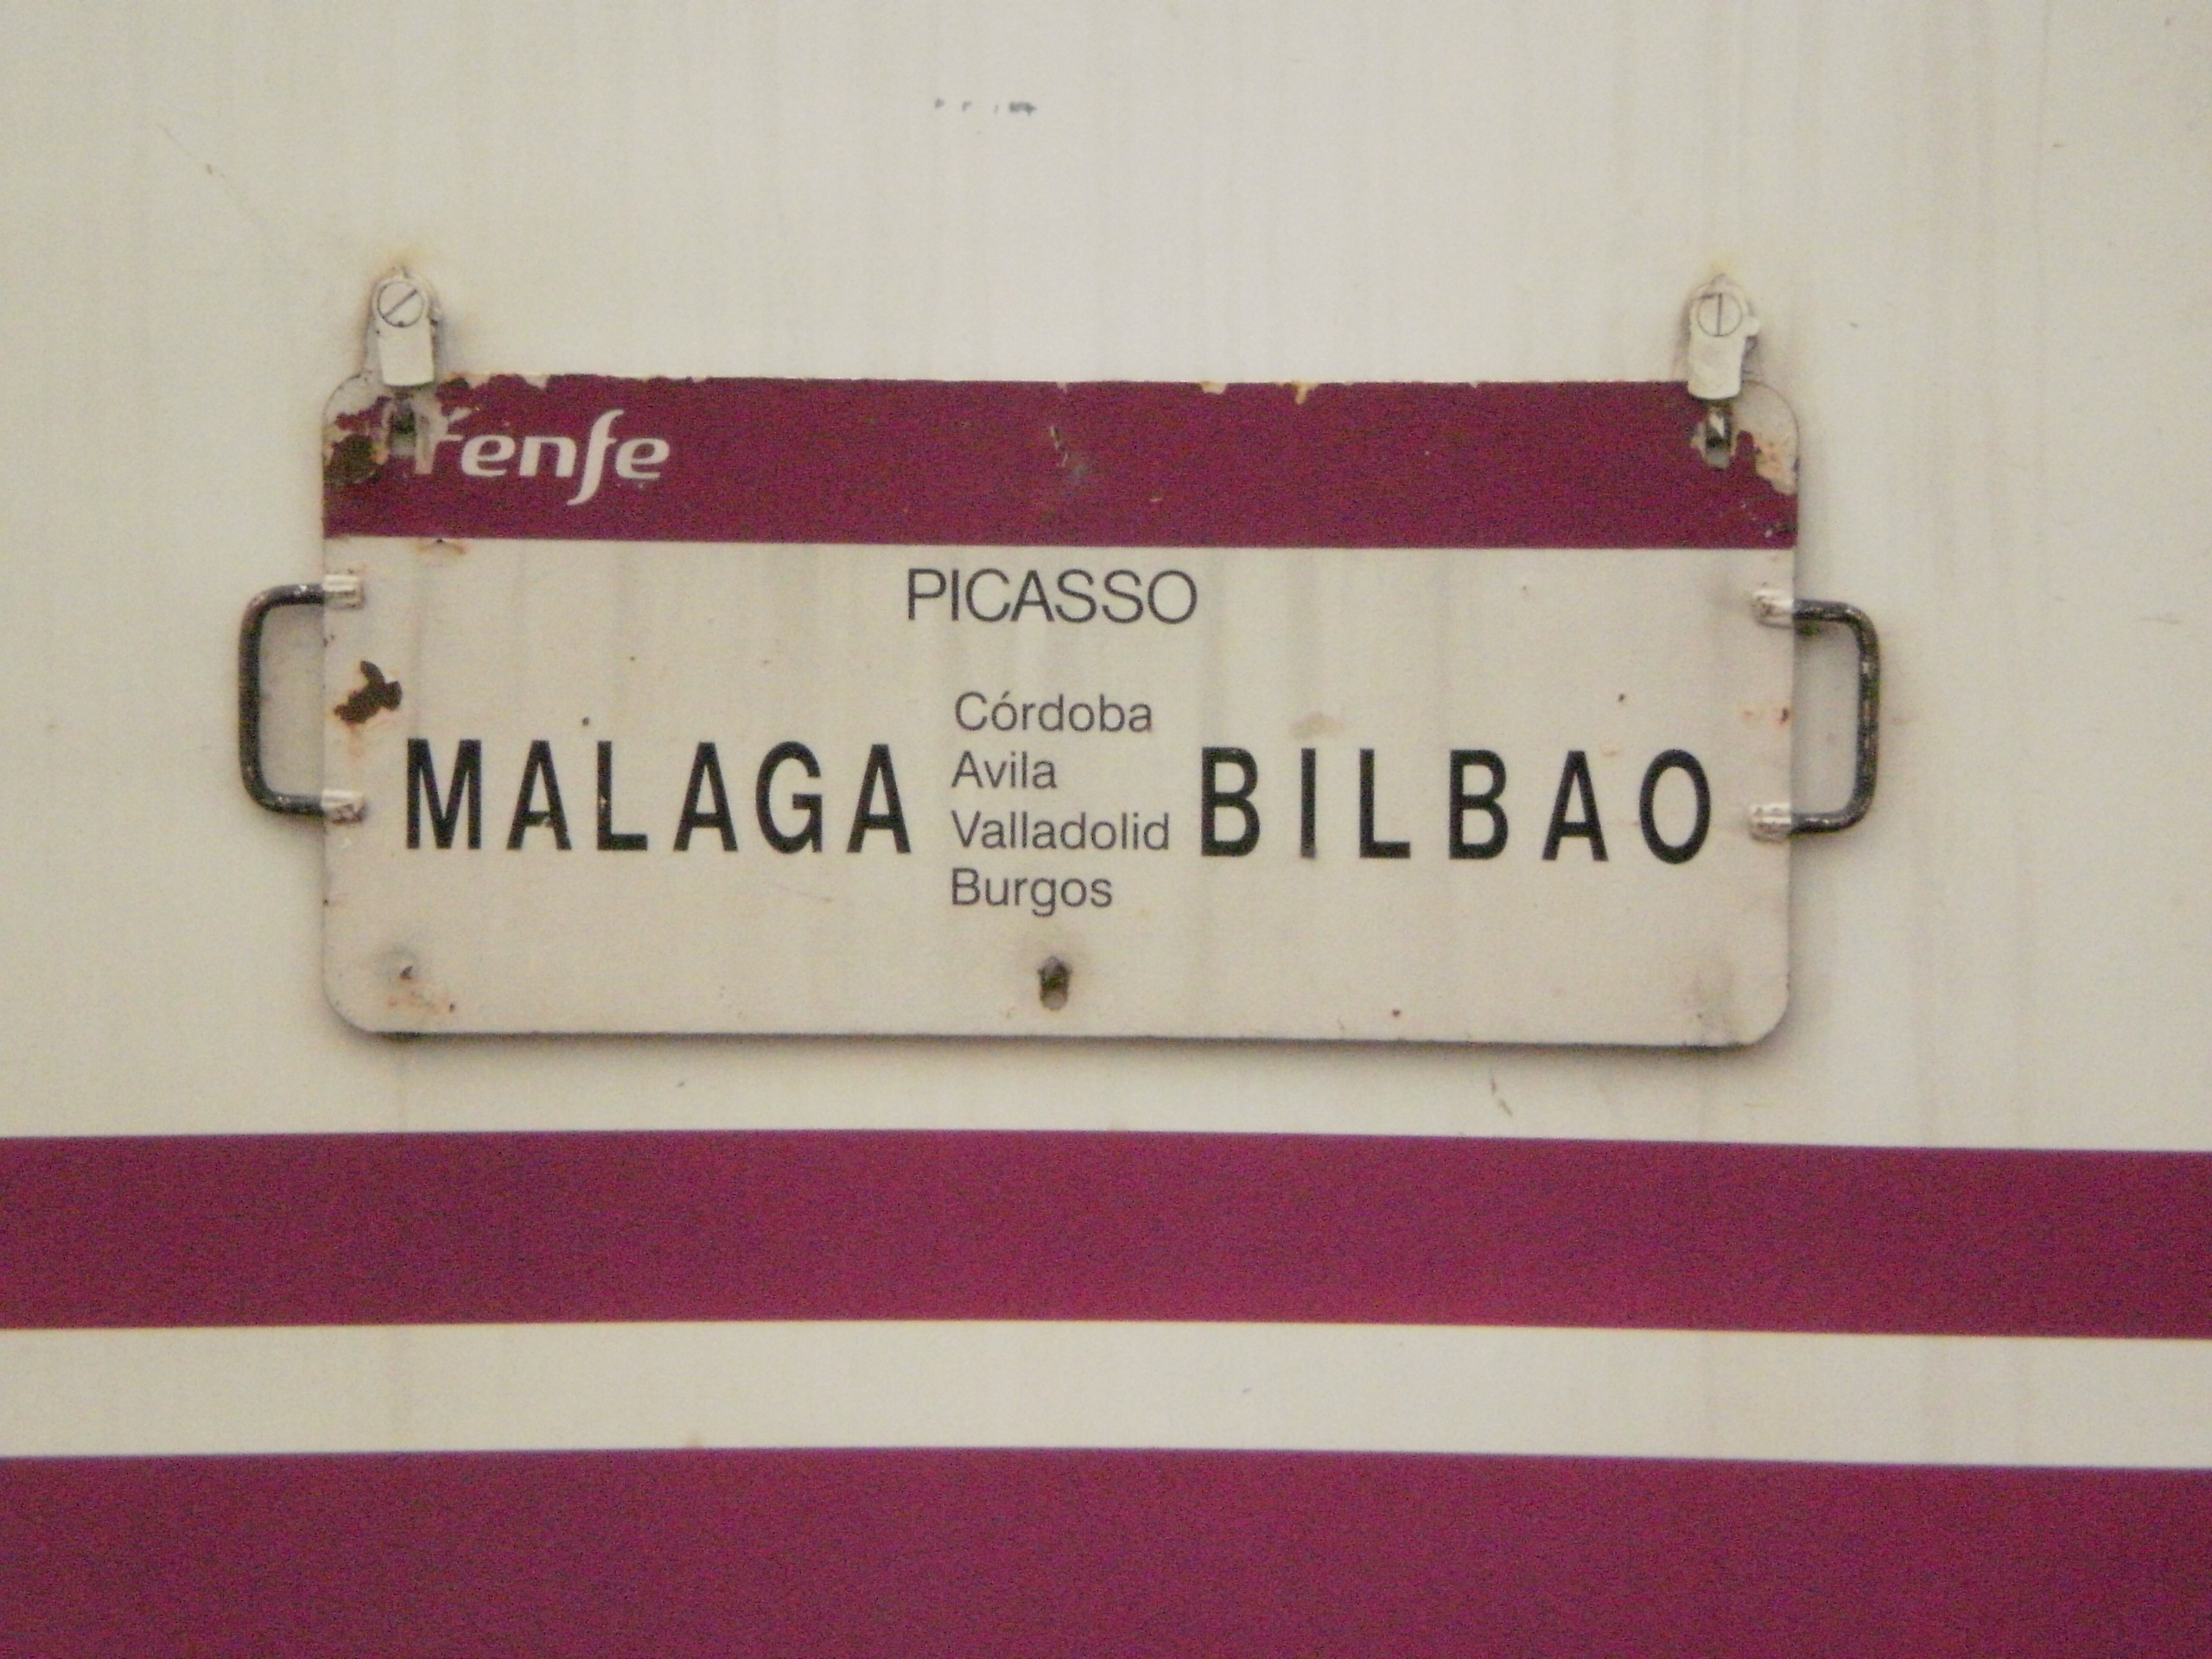 renfe
PICASSO
MALAGA
Córdoba
Avila
Valladolid
Burgos
BILBAO